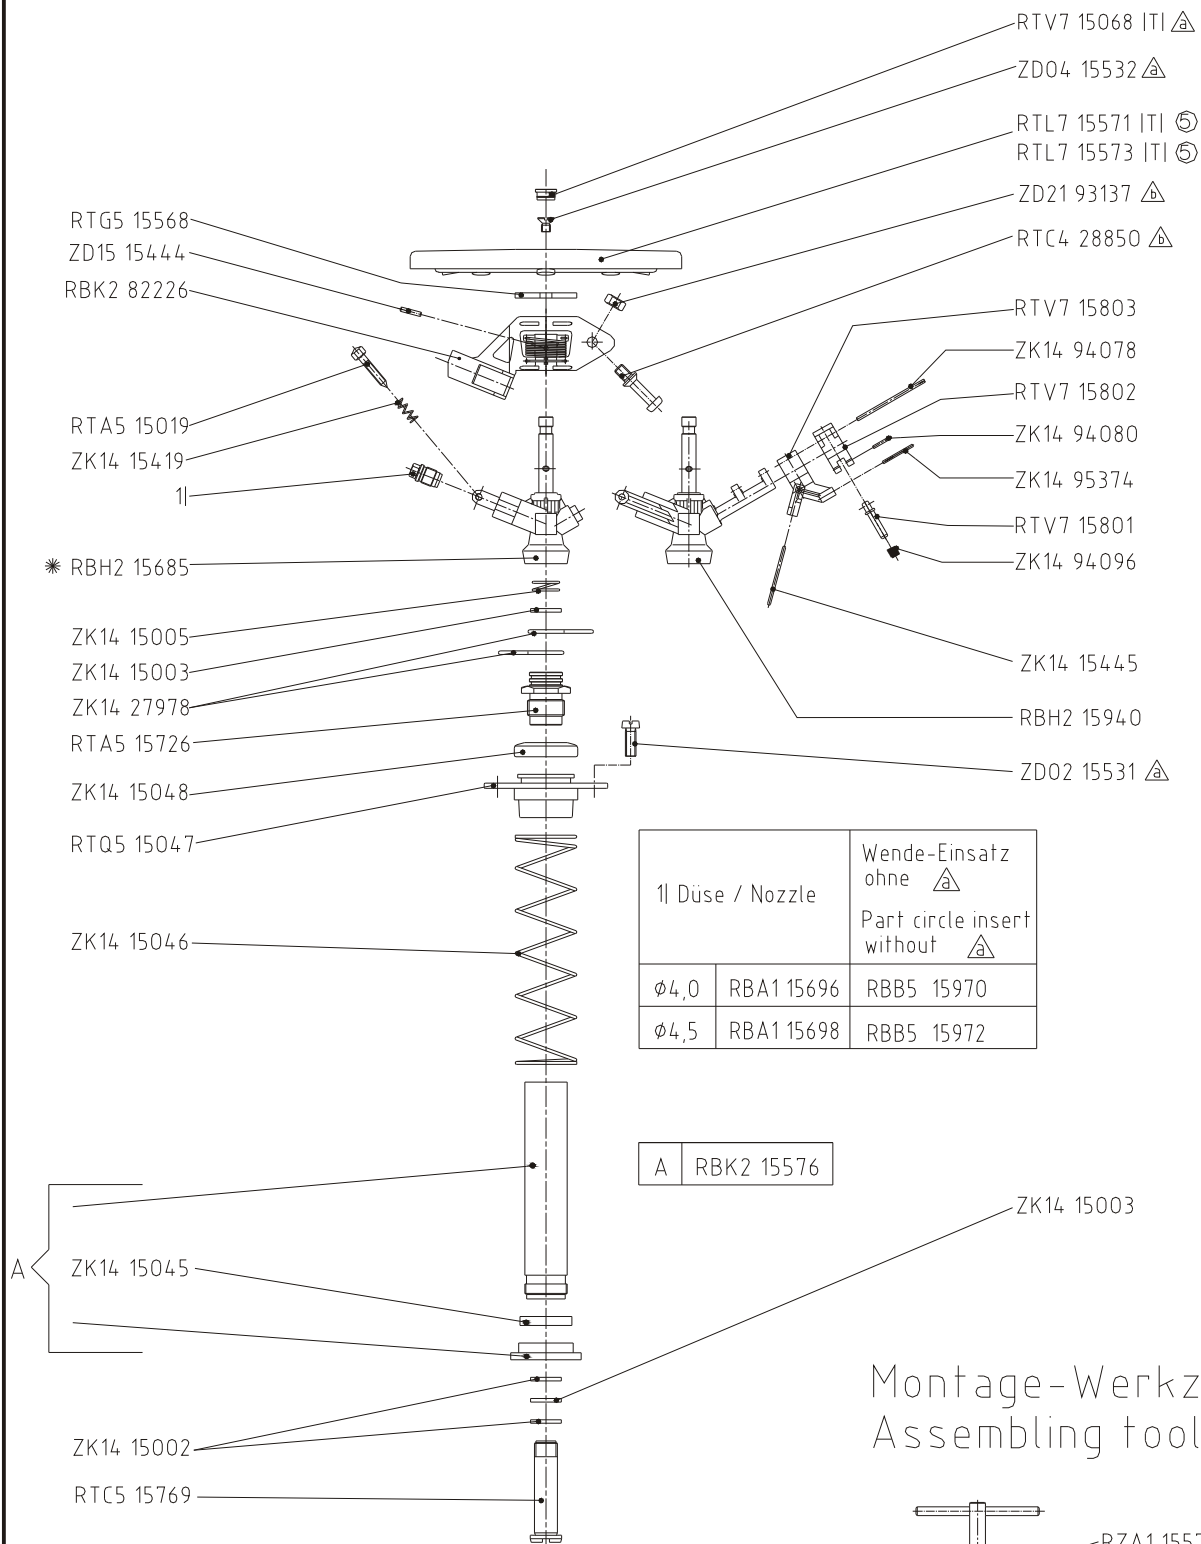 RTV7 15068 |T| a
ZD04 15532 a
RTL7 15571 |T| 5
RTL7 15573 |T| 5
ZD21 93137 b
RTC4 28850 b
RTG5 15568
ZD15 15444
RBK2 82226
RTV7 15803
ZK14 94078
RTV7 15802
ZK14 94080
ZK14 95374
RTV7 15801
ZK14 94096
RTA5 15019
ZK14 15419
1|
✳ RBH2 15685
ZK14 15005
ZK14 15003
ZK14 27978
RTA5 15726
ZK14 15048
RTQ5 15047
ZK14 15445
RBH2 15940
ZD02 15531 a
ZK14 15046
1| Düse / Nozzle
Wende-Einsatz
ohne a
Part circle insert
without a
Ø4,0 RBA1 15696 RBB5 15970
Ø4,5 RBA1 15698 RBB5 15972
A RBK2 15576
ZK14 15003
A
ZK14 15045
ZK14 15002
RTC5 15769
Montage-Werkz
Assembling tool